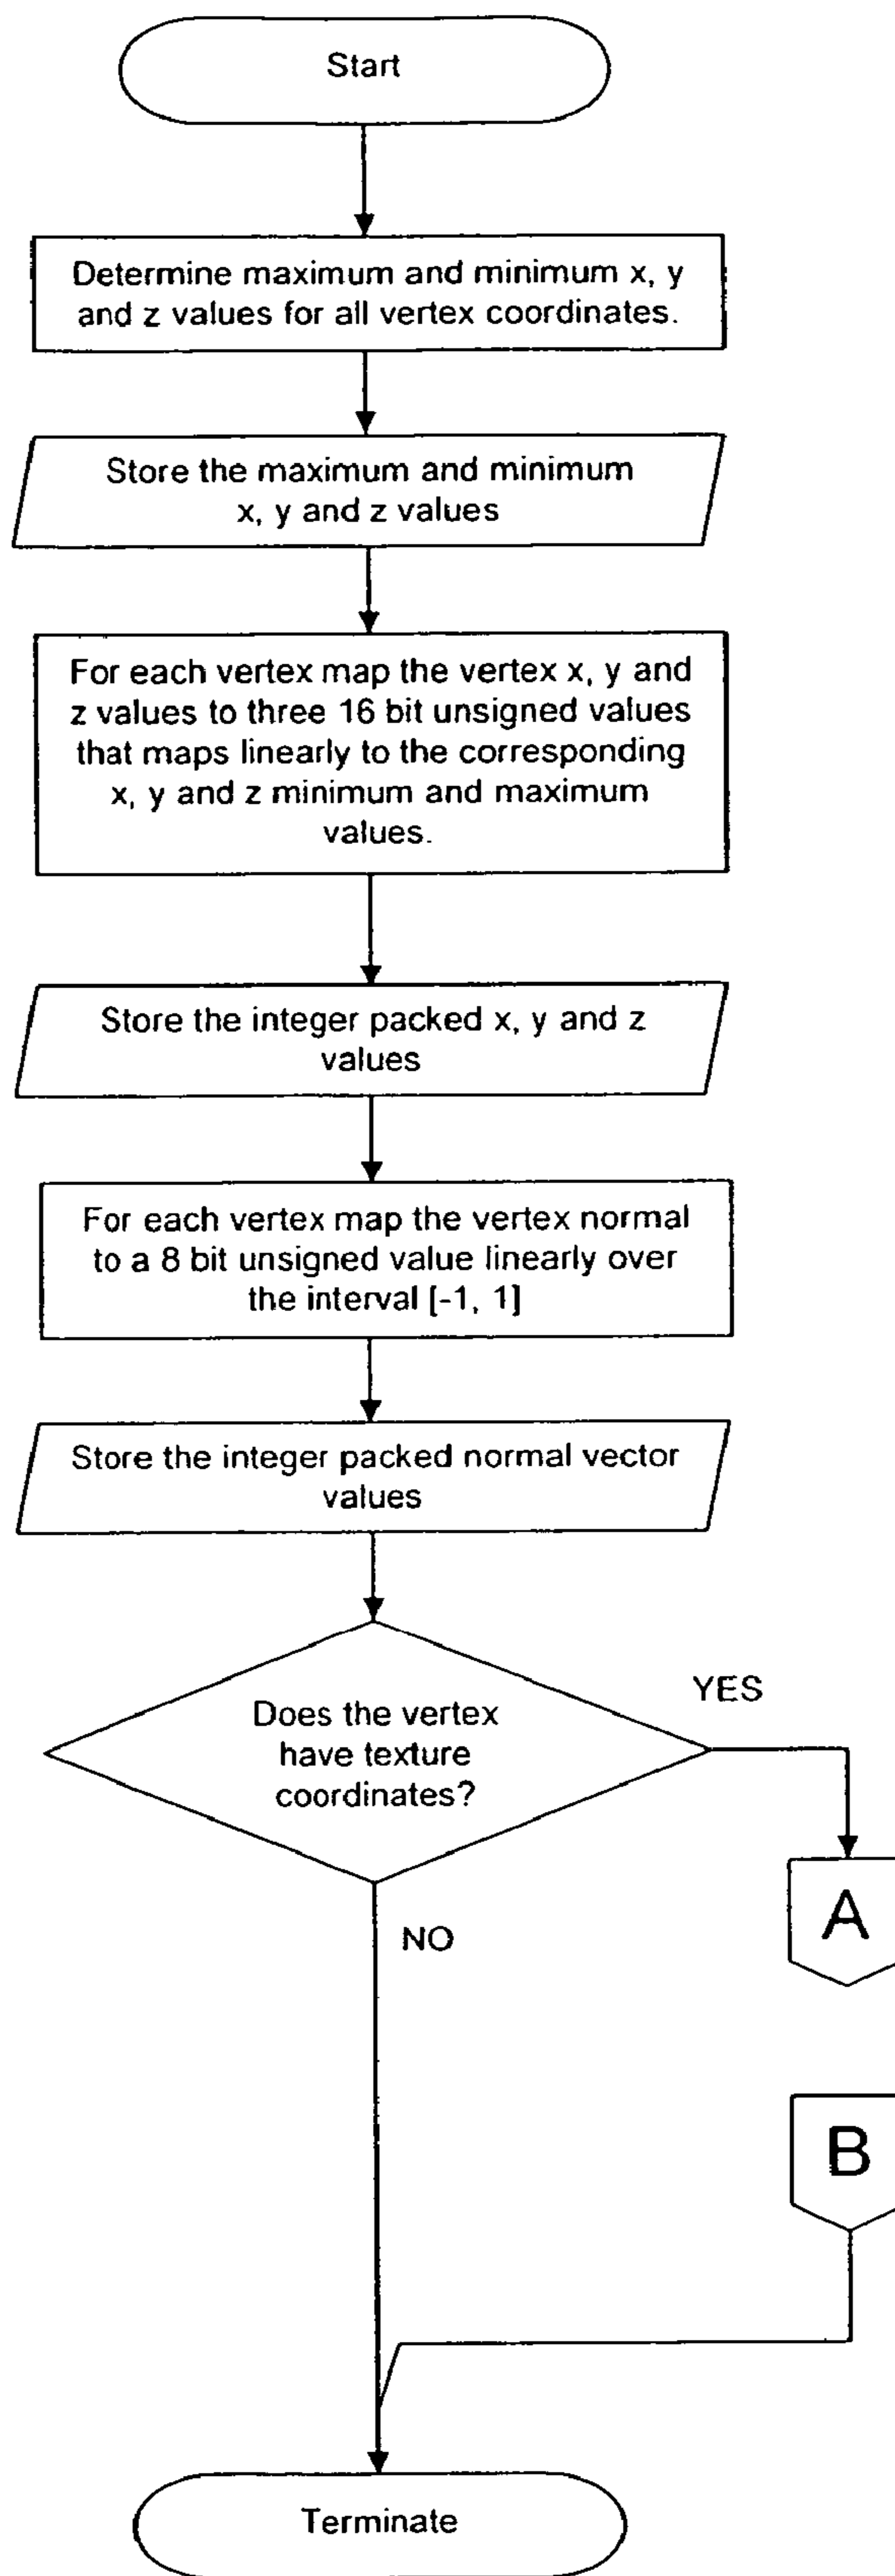 Start
Determine maximum and minimum x, y
and z values for all vertex coordinates.
Store the maximum and minimum
x, y and z values
For each vertex map the vertex x, y and
z values to three 16 bit unsigned values
that maps linearly to the corresponding
x, y and z minimum and maximum
values.
Store the integer packed x, y and z
values
For each vertex map the vertex normal
to a 8 bit unsigned value linearly over
the interval [-1, 1]
Store the integer packed normal vector
values
Does the vertex
have texture
coordinates?
YES
A
NO
B
Terminate